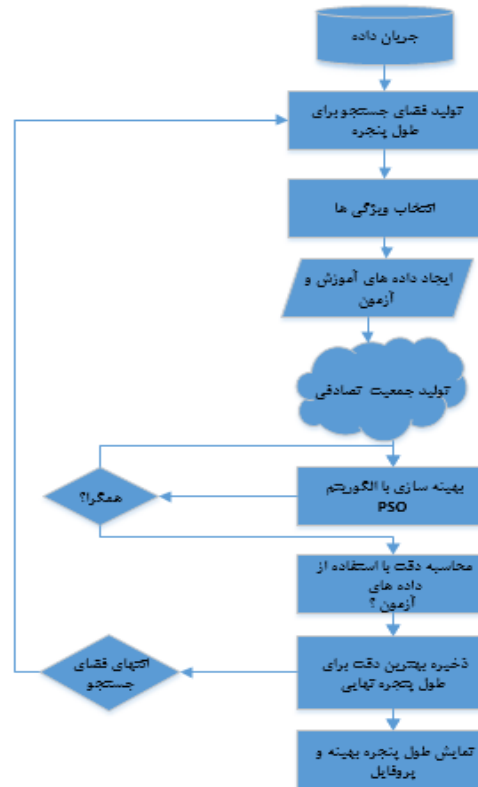 جریان داده
تولید فضای جستجو برای
طول پنجره
انتخاب ویژگی ها
ایجاد داده های آموزش و
آزمون
تولید جمعیت تصادفی
بهینه سازی با الگوریتم
PSO
همگرا؟
محاسبه دقت با استفاده از
داده های
آزمون ؟
ذخیره بهترین دقت برای
طول پنجره نهایی
انتهای فضای
جستجو
نمایش طول پنجره بهینه و
پروفایل